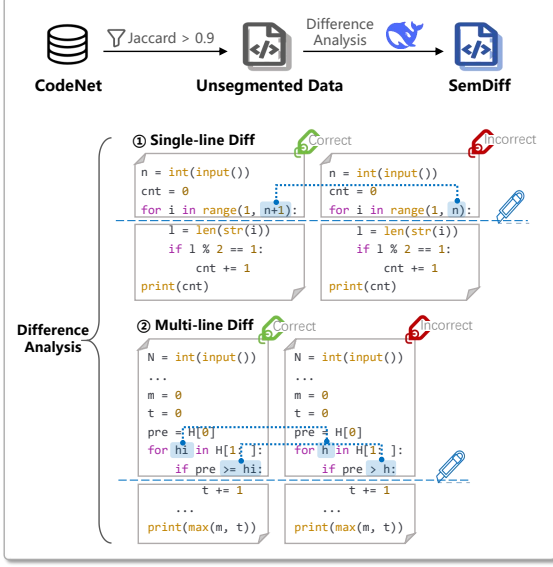 Jaccard > 0.9
Difference
Analysis
CodeNet
Unsegmented Data
SemDiff
① Single-line Diff
Correct
Incorrect
n = int(input())
cnt = 0
for i in range(1, n+1):
l = len(str(i))
if l % 2 == 1:
cnt += 1
print(cnt)
n = int(input())
cnt = 0
for i in range(1, n):
l = len(str(i))
if l % 2 == 1:
cnt += 1
print(cnt)
Difference
Analysis
② Multi-line Diff
Correct
Incorrect
N = int(input())
...
m = 0
t = 0
pre = H[0]
for hi in H[1: ]:
if pre >= hi:
t += 1
...
print(max(m, t))
N = int(input())
...
m = 0
t = 0
pre = H[0]
for h in H[1: ]:
if pre > h:
t += 1
...
print(max(m, t))